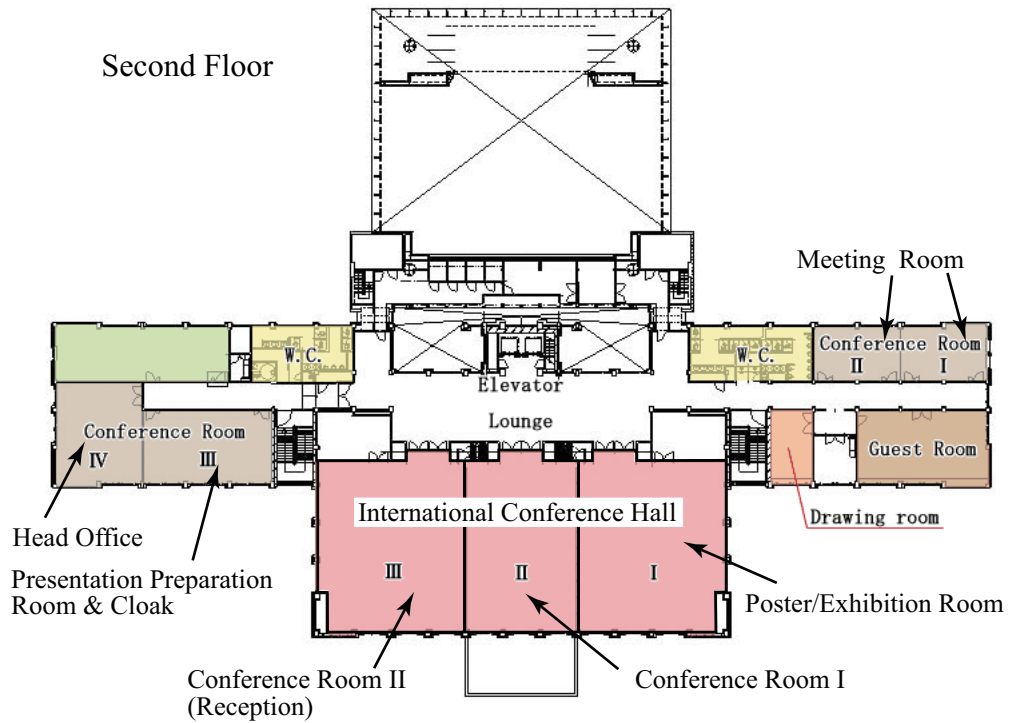 Second Floor
Meeting Room
W.C.
W.C.
Conference Room
II
I
Elevator
Lounge
Conference Room
IV
III
Guest Room
International Conference Hall
Drawing room
Head Office
III
II
I
Presentation Preparation
Room & Cloak
Poster/Exhibition Room
Conference Room II
(Reception)
Conference Room I